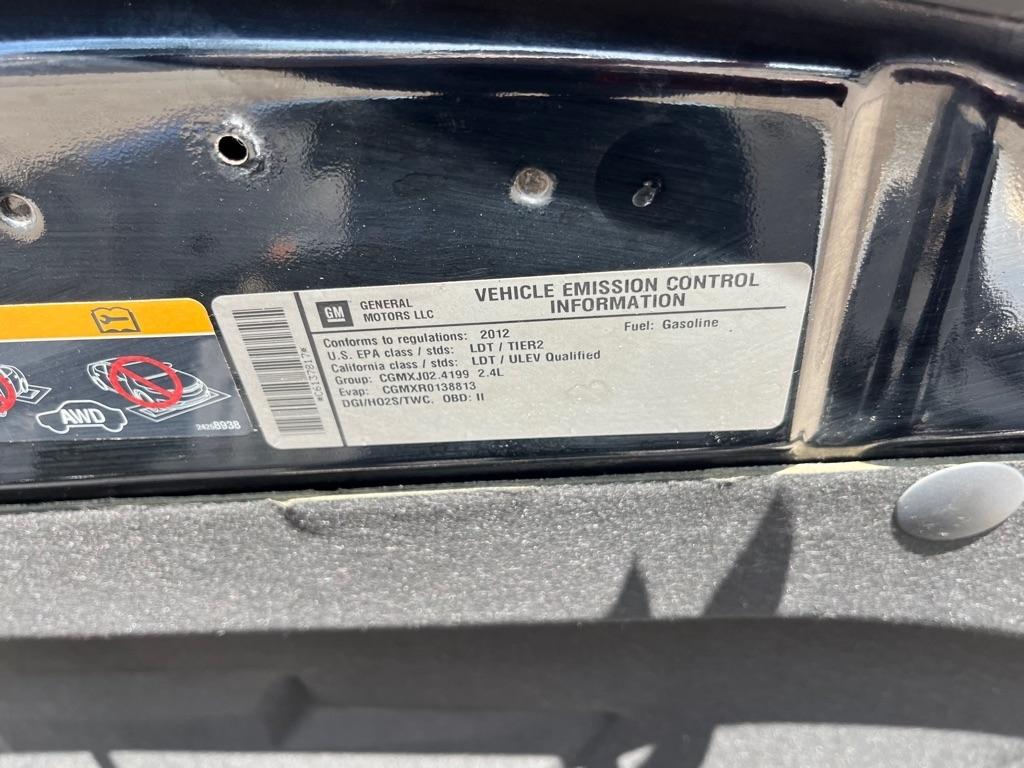 GM
GENERAL
MOTORS LLC
VEHICLE EMISSION CONTROL
INFORMATION
Conforms to regulations: 2012
Fuel: Gasoline
U.S. EPA class / stds: LDT / TIER2
California class / stds: LDT / ULEV Qualified
Group: CGMXJ02.4199 2.4L
Evap: CGMXR0138813
DGI/HO2S/TWC. OBD: II
*C6137817*
AWD
24258938